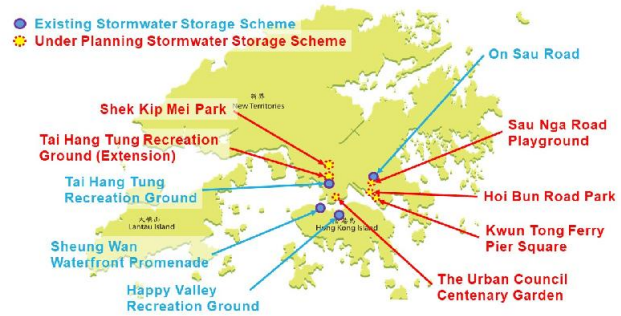 Existing Stormwater Storage Scheme
Under Planning Stormwater Storage Scheme
On Sau Road
新界
New Territories
Shek Kip Mei Park
Sau Nga Road
Playground
Tai Hang Tung Recreation
Ground (Extension)
Tai Hang Tung
Recreation Ground
Hoi Bun Road Park
大嶼山
Lantau Island
Hong Kong Island
Kwun Tong Ferry
Pier Square
Sheung Wan
Waterfront Promenade
The Urban Council
Centenary Garden
Happy Valley
Recreation Ground